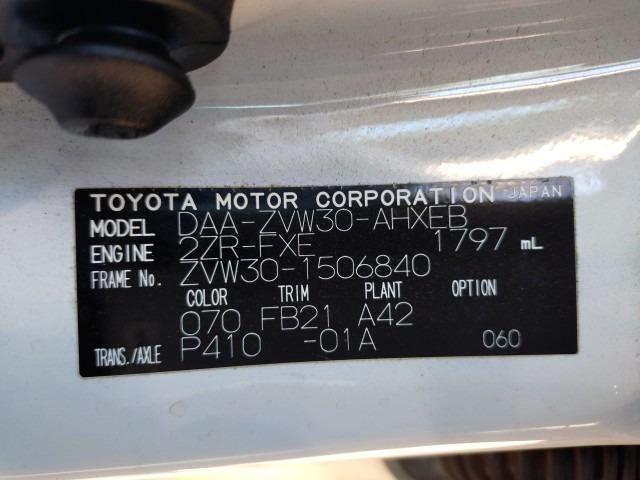 TOYOTA MOTOR CORPORATION JAPAN
MODEL DAA-ZVW30-AHXEB
ENGINE 2ZR-FXE 1797 mL
FRAME No. ZVW30-1506840
COLOR TRIM PLANT OPTION
070 FB21 A42
TRANS./AXLE P410 -01A 060